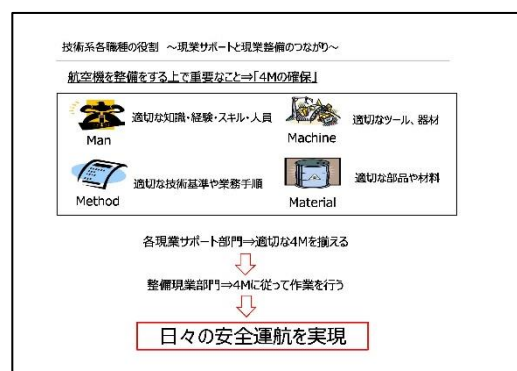 技術系各職種の役割 ～現業サポートと現業整備のつながり～
航空機を整備をする上で重要なこと⇒「4Mの確保」
適切な知識・経験・スキル・人員
Man
適切なツール、器材
Machine
適切な技術基準や業務手順
Method
適切な部品や材料
Material
各現業サポート部門⇒適切な4Mを揃える
整備現業部門⇒4Mに従って作業を行う
日々の安全運航を実現